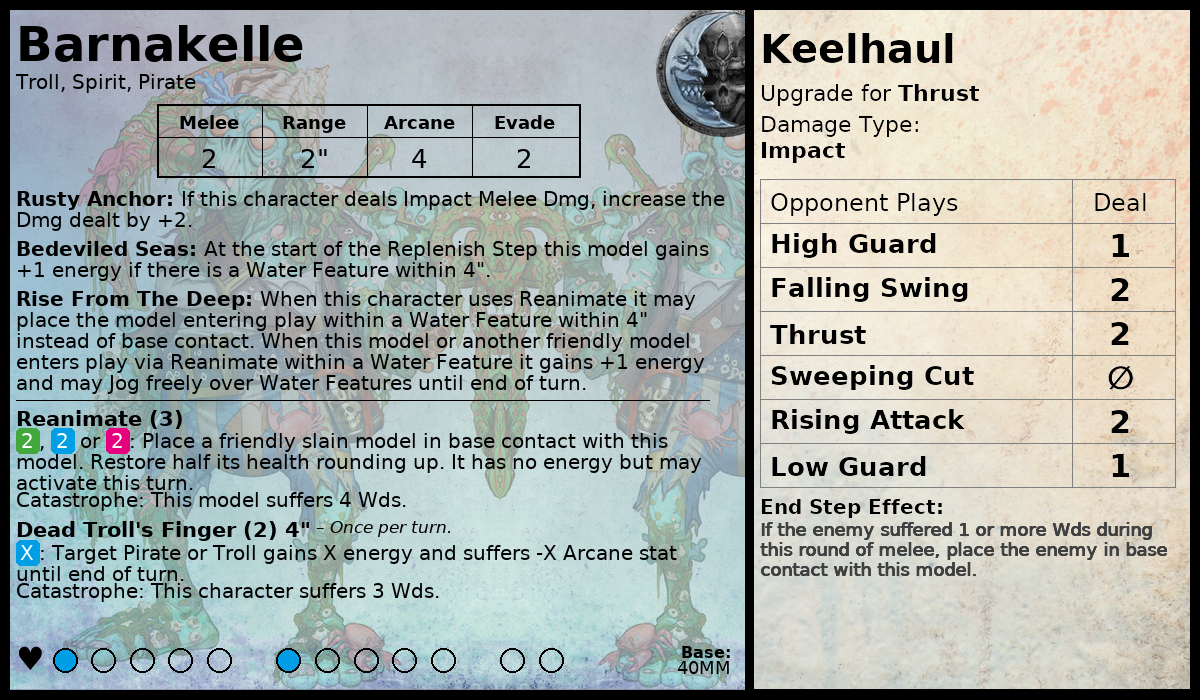 Barnakelle
Troll, Spirit, Pirate
Melee Range Arcane Evade
2 2" 4 2
Rusty Anchor: If this character deals Impact Melee Dmg, increase the
Dmg dealt by +2.
Bedeviled Seas: At the start of the Replenish Step this model gains
+1 energy if there is a Water Feature within 4".
Rise From The Deep: When this character uses Reanimate it may
place the model entering play within a Water Feature within 4"
instead of base contact. When this model or another friendly model
enters play via Reanimate within a Water Feature it gains +1 energy
and may Jog freely over Water Features until end of turn.
Reanimate (3)
2, 2 or 2: Place a friendly slain model in base contact with this
model. Restore half its health rounding up. It has no energy but may
activate this turn.
Catastrophe: This model suffers 4 Wds.
Dead Troll's Finger (2) 4" – Once per turn.
X: Target Pirate or Troll gains X energy and suffers -X Arcane stat
until end of turn.
Catastrophe: This character suffers 3 Wds.
Base:
40MM
Keelhaul
Upgrade for Thrust
Damage Type:
Impact
Opponent Plays Deal
High Guard 1
Falling Swing 2
Thrust 2
Sweeping Cut ∅
Rising Attack 2
Low Guard 1
End Step Effect:
If the enemy suffered 1 or more Wds during
this round of melee, place the enemy in base
contact with this model.